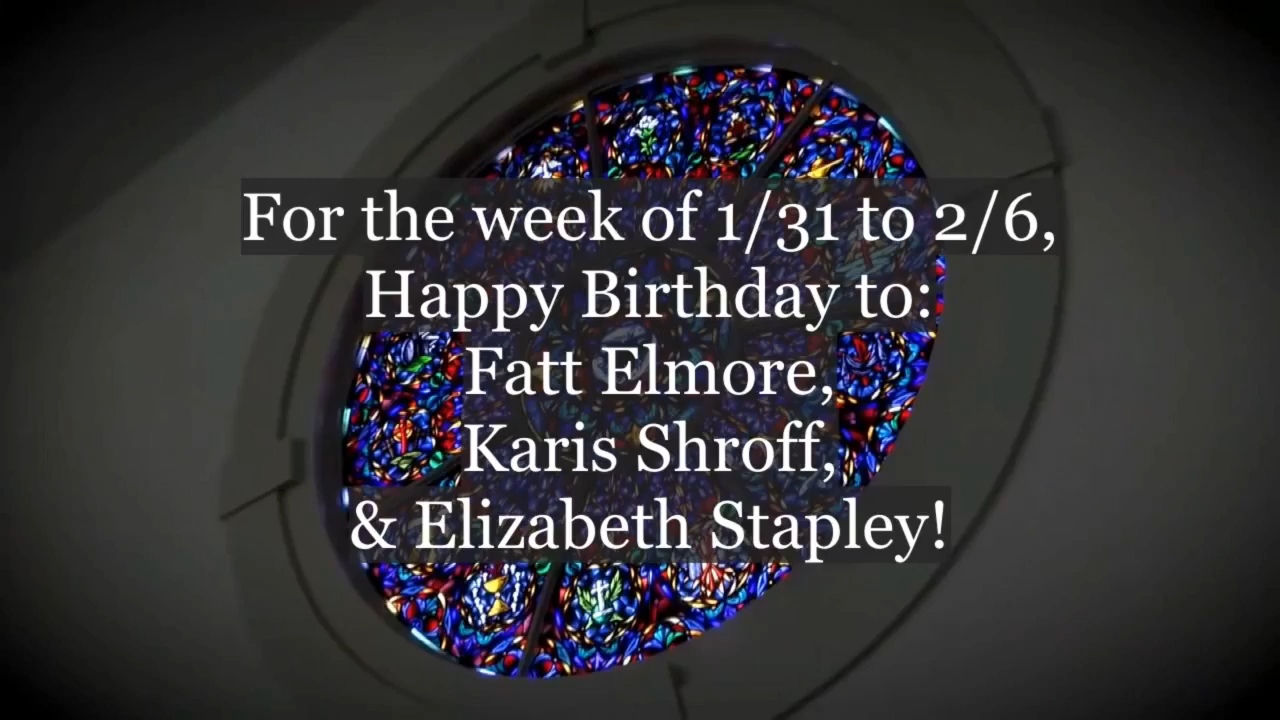 For the week of 1/31 to 2/6,
Happy Birthday to:
Fatt Elmore,
Karis Shroff,
& Elizabeth Stapley!